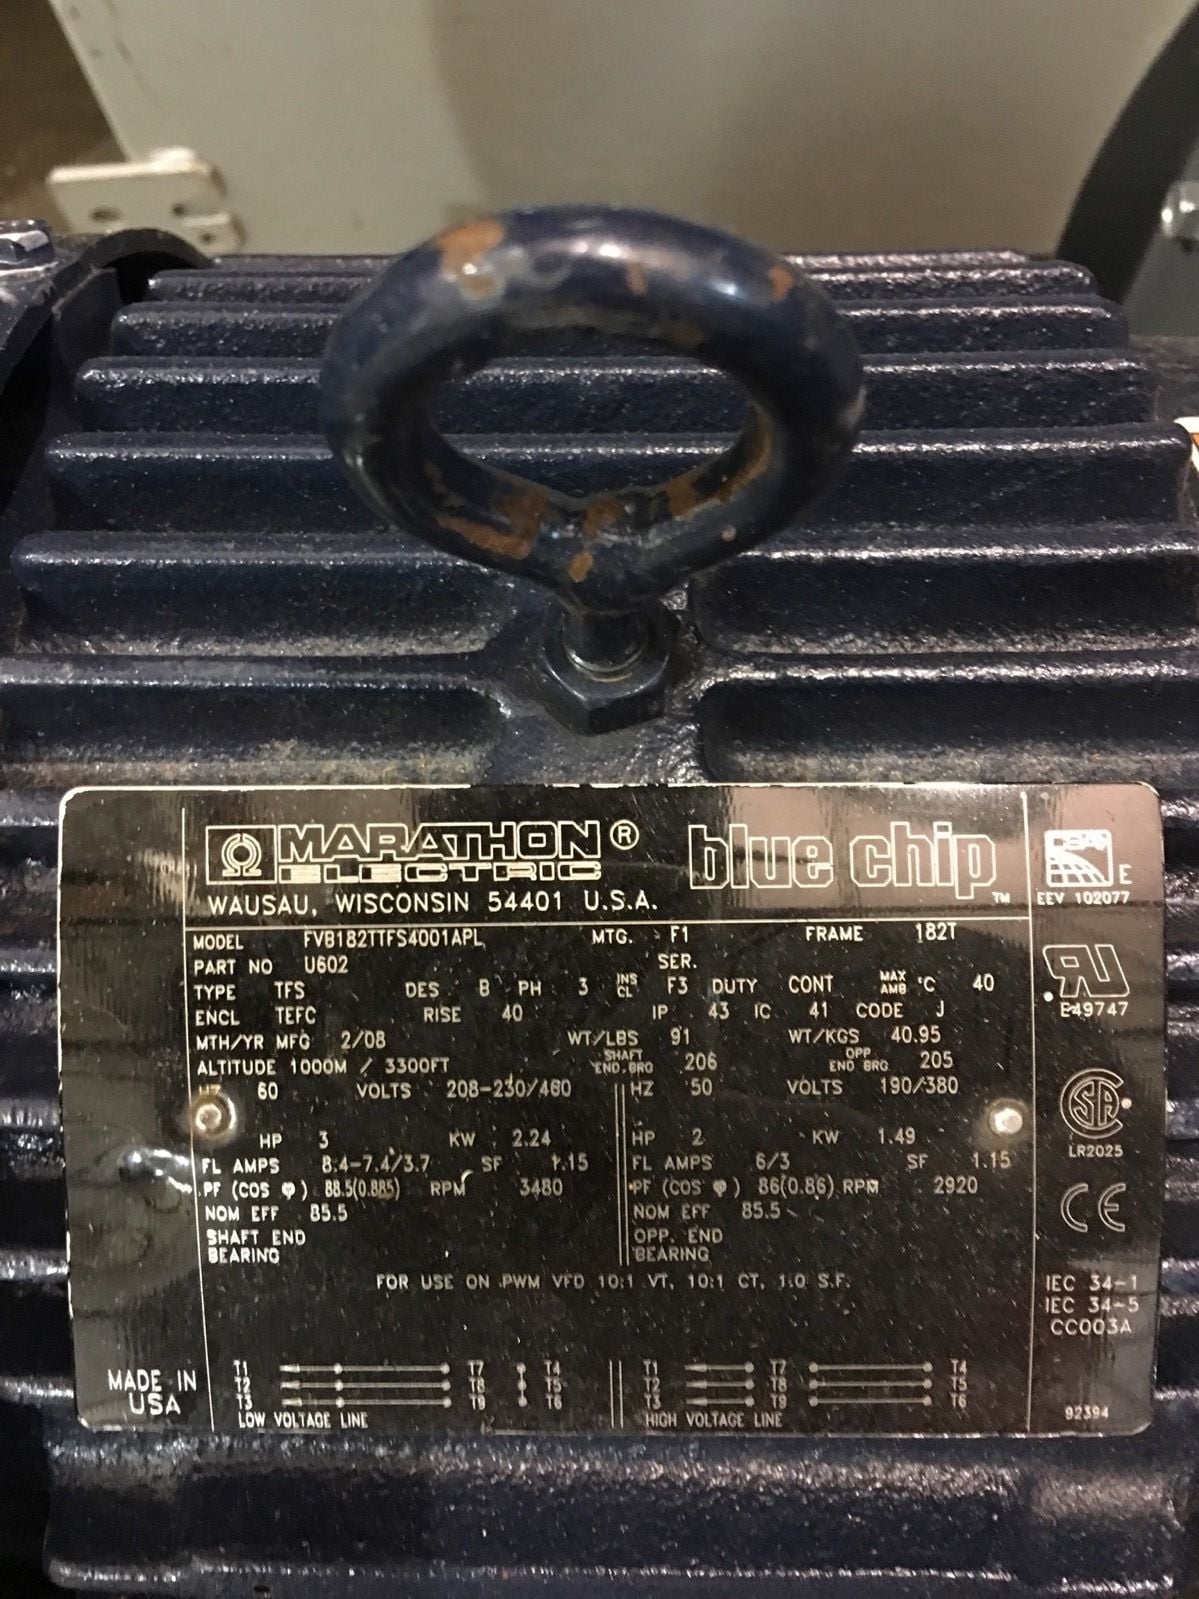 MARATHON ® blue chip ™
ELECTRIC
WAUSAU, WISCONSIN 54401 U.S.A.
E
EEV 102077
MODEL FVB182TTFS4001APL MTG. F1 FRAME 182T
PART NO U602 SER.
TYPE TFS DES B PH 3 INS CL F3 DUTY CONT MAX AMB °C 40
ENCL TEFC RISE 40 IP 43 IC 41 CODE J
E49747
MTH/YR MFG 2/08 WT/LBS 91 WT/KGS 40.95
ALTITUDE 1000M / 3300FT SHAFT END BRG 206 OPP END BRG 205
HZ 60 VOLTS 208-230/460 HZ 50 VOLTS 190/380
HP 3 KW 2.24 HP 2 KW 1.49
LR2025
FL AMPS 8.4-7.4/3.7 SF 1.15 FL AMPS 6/3 SF 1.15
PF (COS φ) 88.5(0.885) RPM 3480 PF (COS φ) 86(0.86) RPM 2920
NOM EFF 85.5 NOM EFF 85.5
CE
SHAFT END OPP. END
BEARING BEARING
FOR USE ON PWM VFD 10:1 VT, 10:1 CT, 1.0 S.F.
IEC 34-1
IEC 34-5
CC003A
MADE IN
USA
T1 T7 T4 T1 T7 T4
T2 T8 T5 T2 T8 T5
T3 T9 T6 T3 T9 T6
LOW VOLTAGE LINE HIGH VOLTAGE LINE
92394